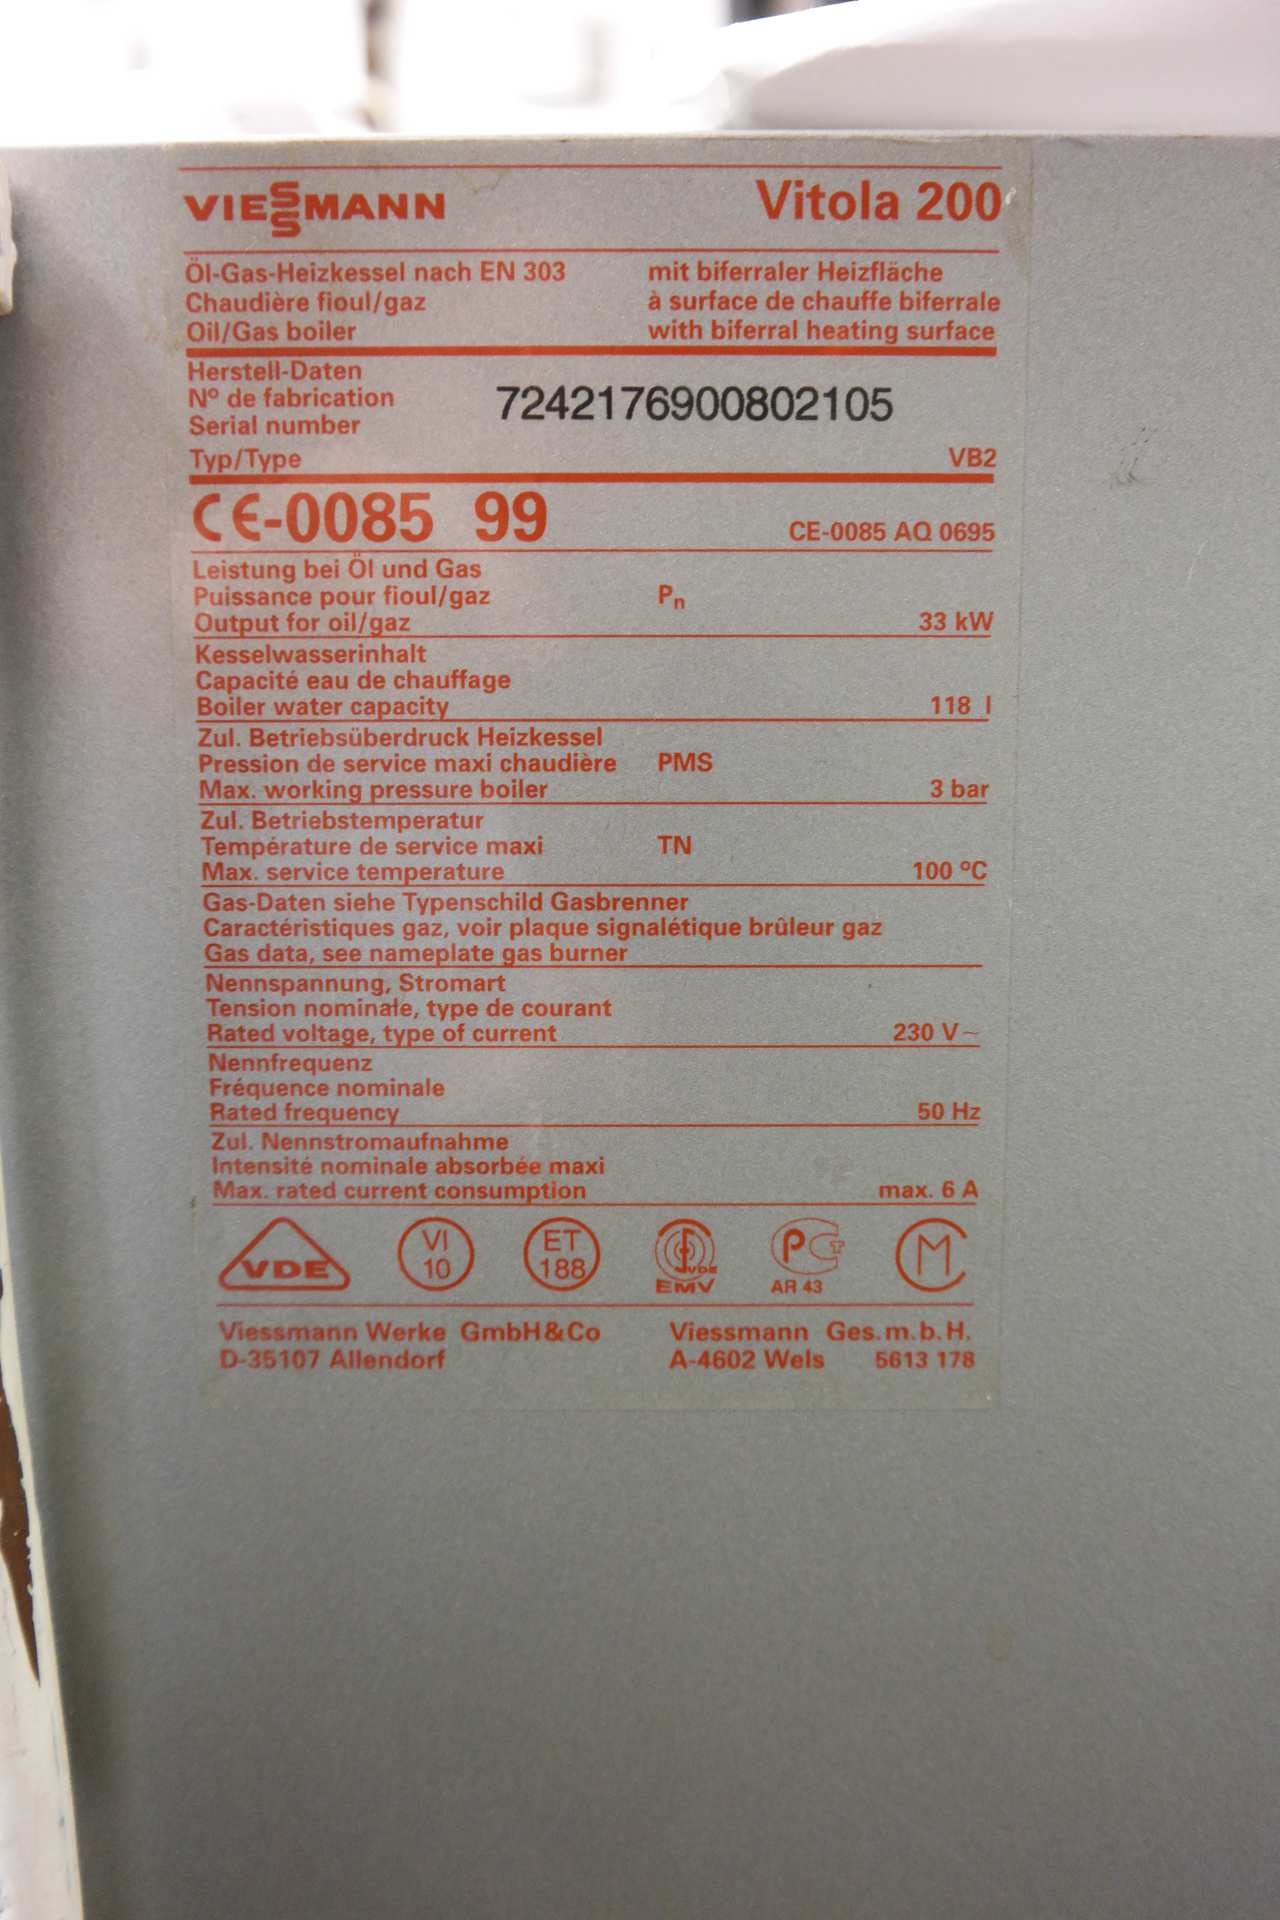 VIESSMANN Vitola 200
Öl-Gas-Heizkessel nach EN 303 mit biferraler Heizfläche
Chaudière fioul/gaz à surface de chauffe biferrale
Oil/Gas boiler with biferral heating surface
Herstell-Daten
Nº de fabrication 7242176900802105
Serial number
Typ/Type VB2
CE-0085 99 CE-0085 AQ 0695
Leistung bei Öl und Gas
Puissance pour fioul/gaz Pn
Output for oil/gaz 33 kW
Kesselwasserinhalt
Capacité eau de chauffage
Boiler water capacity 118 l
Zul. Betriebsüberdruck Heizkessel
Pression de service maxi chaudière PMS
Max. working pressure boiler 3 bar
Zul. Betriebstemperatur
Température de service maxi TN
Max. service temperature 100 ºC
Gas-Daten siehe Typenschild Gasbrenner
Caractéristiques gaz, voir plaque signalétique brûleur gaz
Gas data, see nameplate gas burner
Nennspannung, Stromart
Tension nominale, type de courant
Rated voltage, type of current 230 V~
Nennfrequenz
Fréquence nominale
Rated frequency 50 Hz
Zul. Nennstromaufnahme
Intensité nominale absorbée maxi
Max. rated current consumption max. 6 A
VDE VI 10 ET 188 VDE EMV PCT AR 43 M
Viessmann Werke GmbH&Co Viessmann Ges.m.b.H.
D-35107 Allendorf A-4602 Wels 5613 178